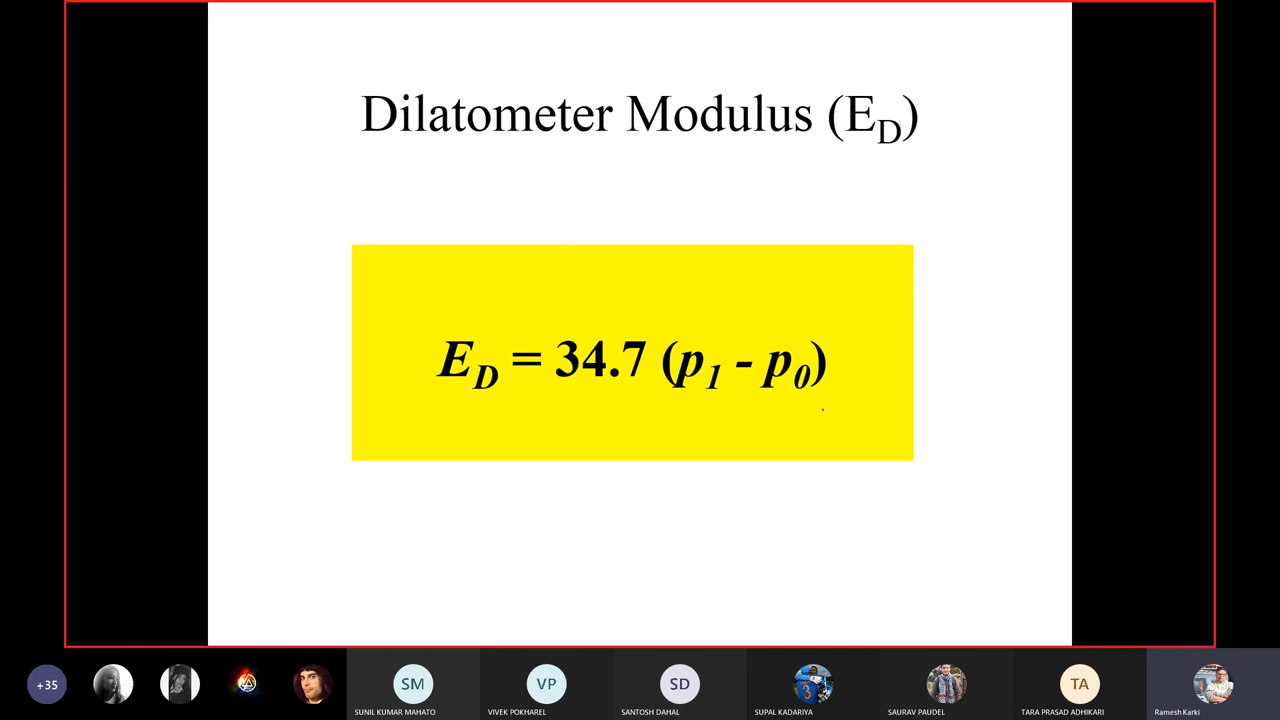 Dilatometer Modulus (E_D)
E_D = 34.7 (p_1 - p_0)
+35
SM
VP
SD
TA
SUNIL KUMAR MAHATO
VIVEK POKHAREL
SANTOSH DAHAL
SUPAL KADARIYA
SAURAV PAUDEL
TARA PRASAD ADHIKARI
Ramesh Karki